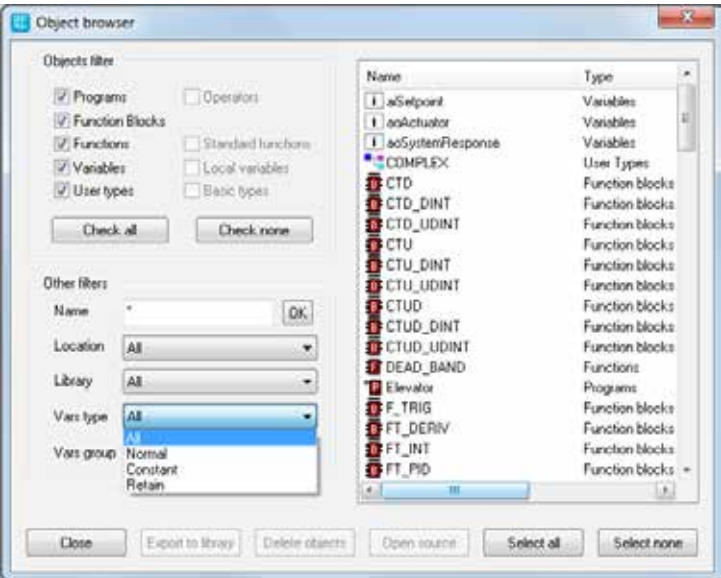 Object browser
Objects filter
Programs
Operators
Function Blocks
Functions
Standard functions
Variables
Local variables
User types
Basic types
Check all
Check none
Other filters
Name
*
OK
Location
All
Library
All
Vars type
All
All
Normal
Constant
Retain
Vars group
Name Type
aiSetpoint Variables
aoActuator Variables
aoSystemResponse Variables
COMPLEX User Types
CTD Function blocks
CTD_DINT Function blocks
CTD_UDINT Function blocks
CTU Function blocks
CTU_DINT Function blocks
CTU_UDINT Function blocks
CTUD Function blocks
CTUD_DINT Function blocks
CTUD_UDINT Function blocks
DEAD_BAND Functions
Elevator Programs
F_TRIG Function blocks
FT_DERIV Function blocks
FT_INT Function blocks
FT_PID Function blocks
Close
Export to library
Delete objects
Open source
Select all
Select none